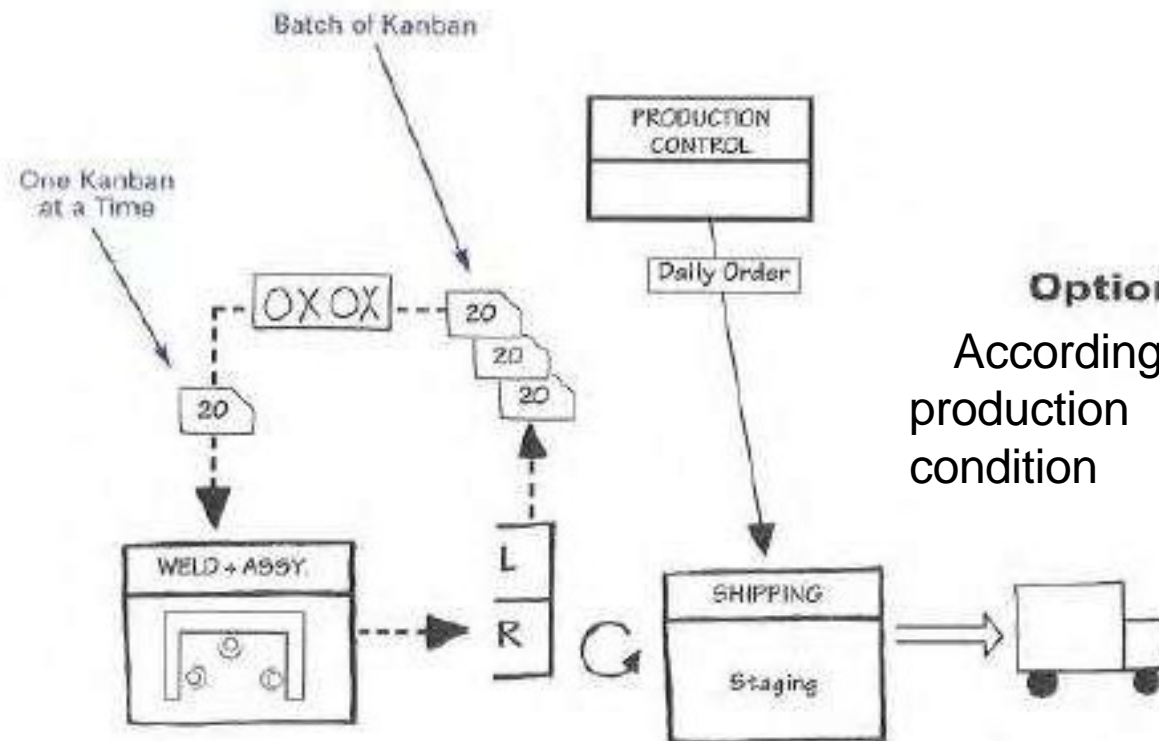 Batch of Kanban
PRODUCTION
CONTROL
One Kanban
at a Time
Daily Order
OXOX
20
20
20
20
Option
According
production
condition
L
R
WELD + ASSY.
SHIPPING
Staging